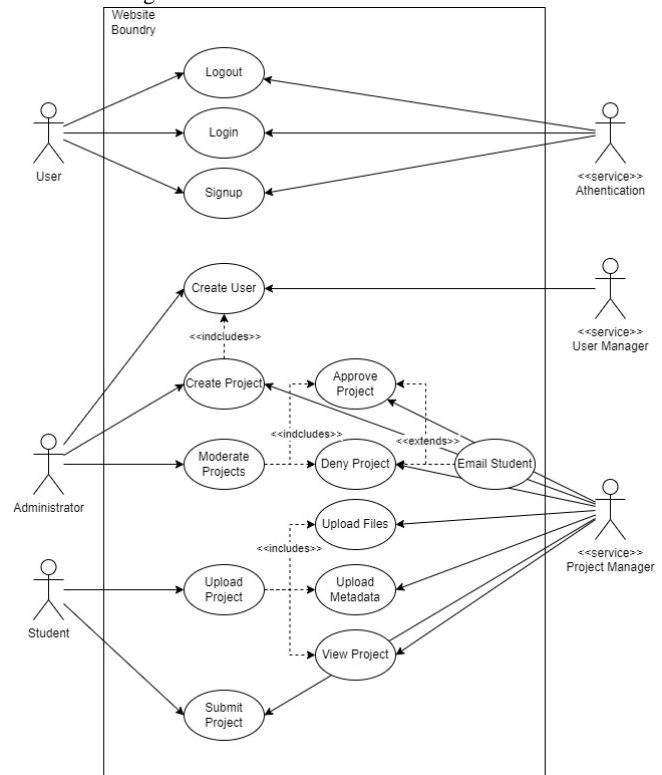 Website
Boundry
Logout
Login
User
Signup
<<service>>
Athentication
Create User
<<indcludes>>
<<service>>
User Manager
Create Project
Approve
Project
<<indcludes>>
<<extends>>
Moderate
Projects
Deny Project
Email Student
Administrator
Upload Files
<<includes>>
<<service>>
Project Manager
Upload
Project
Upload
Metadata
Student
View Project
Submit
Project